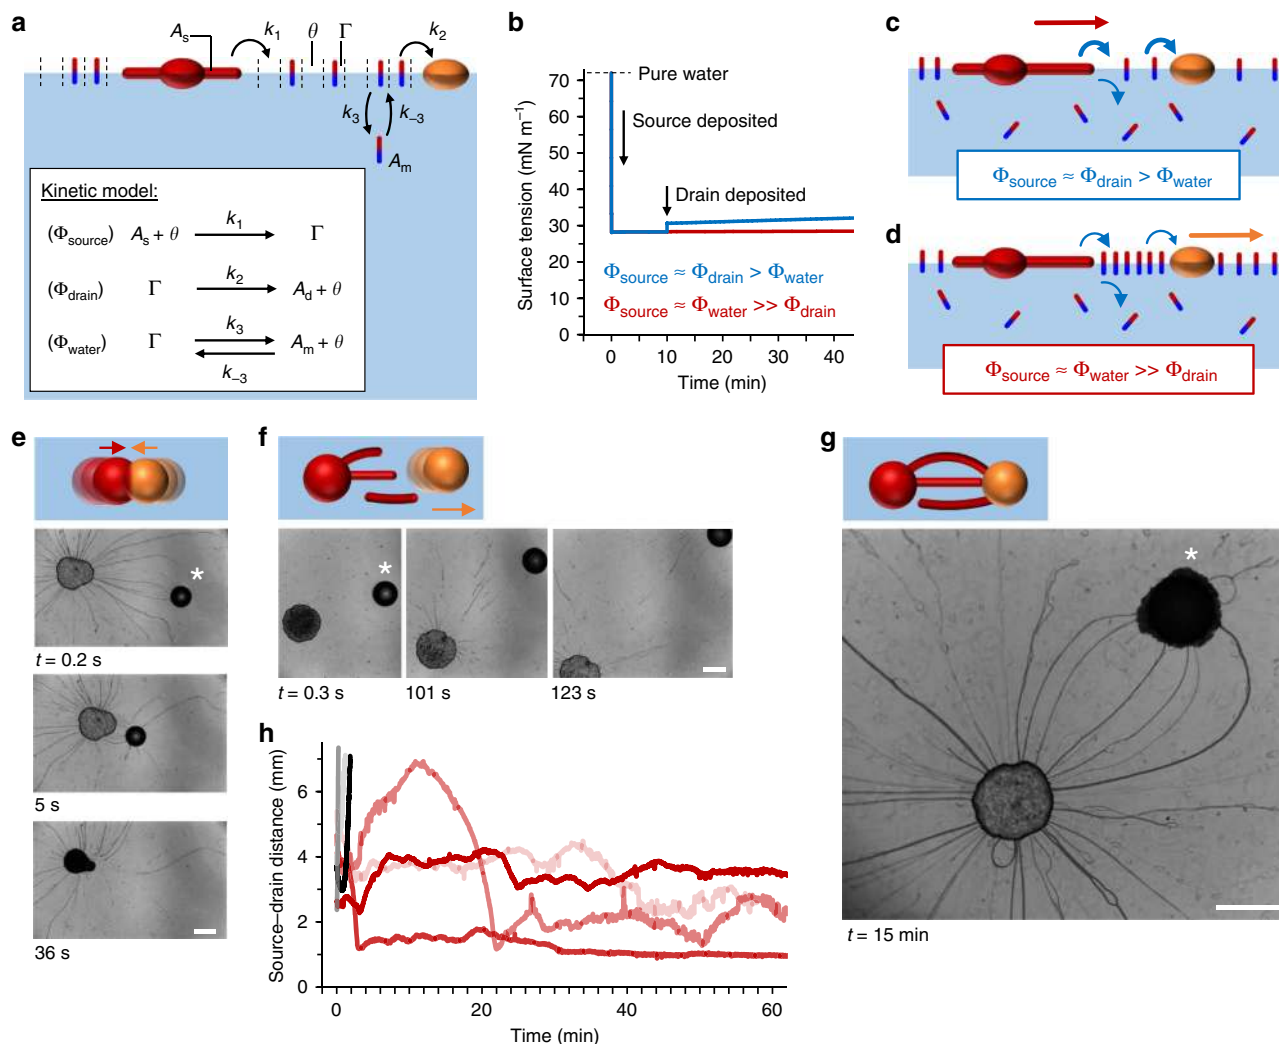 a
A_s
k_1
θ
Γ
k_2
k_3
k_−3
A_m
Kinetic model:
(Φ_source) A_s + θ k_1 Γ
(Φ_drain) Γ k_2 A_d + θ
(Φ_water) Γ k_3 k_−3 A_m + θ
b
Surface tension (mN m⁻¹)
70
60
50
40
30
20
10
0
Pure water
Source deposited
Drain deposited
Φ_source ≈ Φ_drain > Φ_water
Φ_source ≈ Φ_water >> Φ_drain
0 10 20 30 40
Time (min)
c
Φ_source ≈ Φ_drain > Φ_water
d
Φ_source ≈ Φ_water >> Φ_drain
e
*
t = 0.2 s
5 s
36 s
f
*
t = 0.3 s
101 s
123 s
g
*
t = 15 min
h
Source–drain distance (mm)
6
4
2
0
0 20 40 60
Time (min)